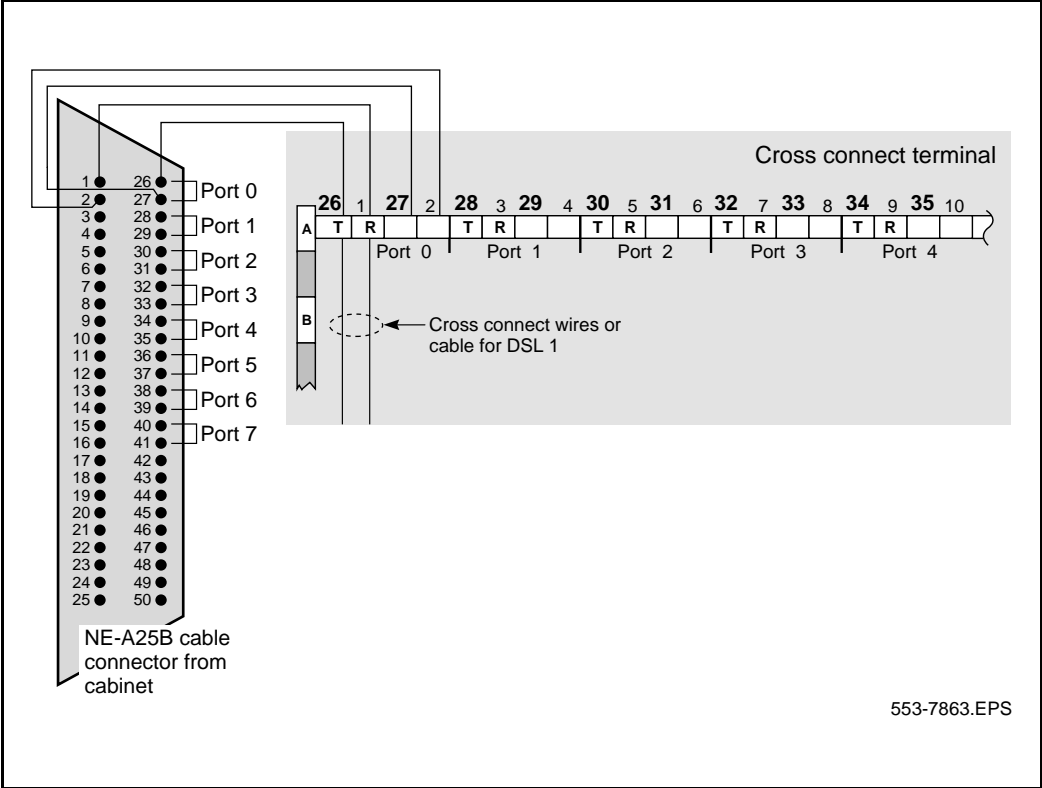 Cross connect terminal
26 1 27 2 28 3 29 4 30 5 31 6 32 7 33 8 34 9 35 10
A T R T R T R T R T R
Port 0 Port 1 Port 2 Port 3 Port 4
B
Cross connect wires or
cable for DSL 1
1 26
2 27
Port 0
3 28
4 29
Port 1
5 30
6 31
Port 2
7 32
8 33
Port 3
9 34
10 35
Port 4
11 36
12 37
Port 5
13 38
14 39
Port 6
15 40
16 41
Port 7
17 42
18 43
19 44
20 45
21 46
22 47
23 48
24 49
25 50
NE-A25B cable
connector from
cabinet
553-7863.EPS